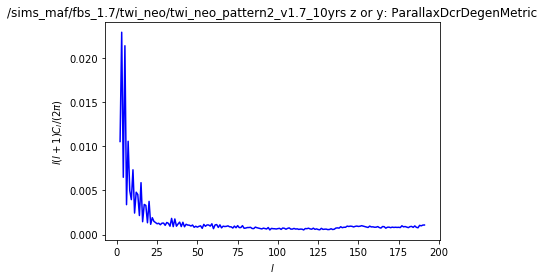 /sims_maf/fbs_1.7/twi_neo/twi_neo_pattern2_v1.7_10yrs z or y: ParallaxDcrDegenMetric
l(l + 1)C_l/(2π)
0.020
0.015
0.010
0.005
0.000
0 25 50 75 100 125 150 175 200
l